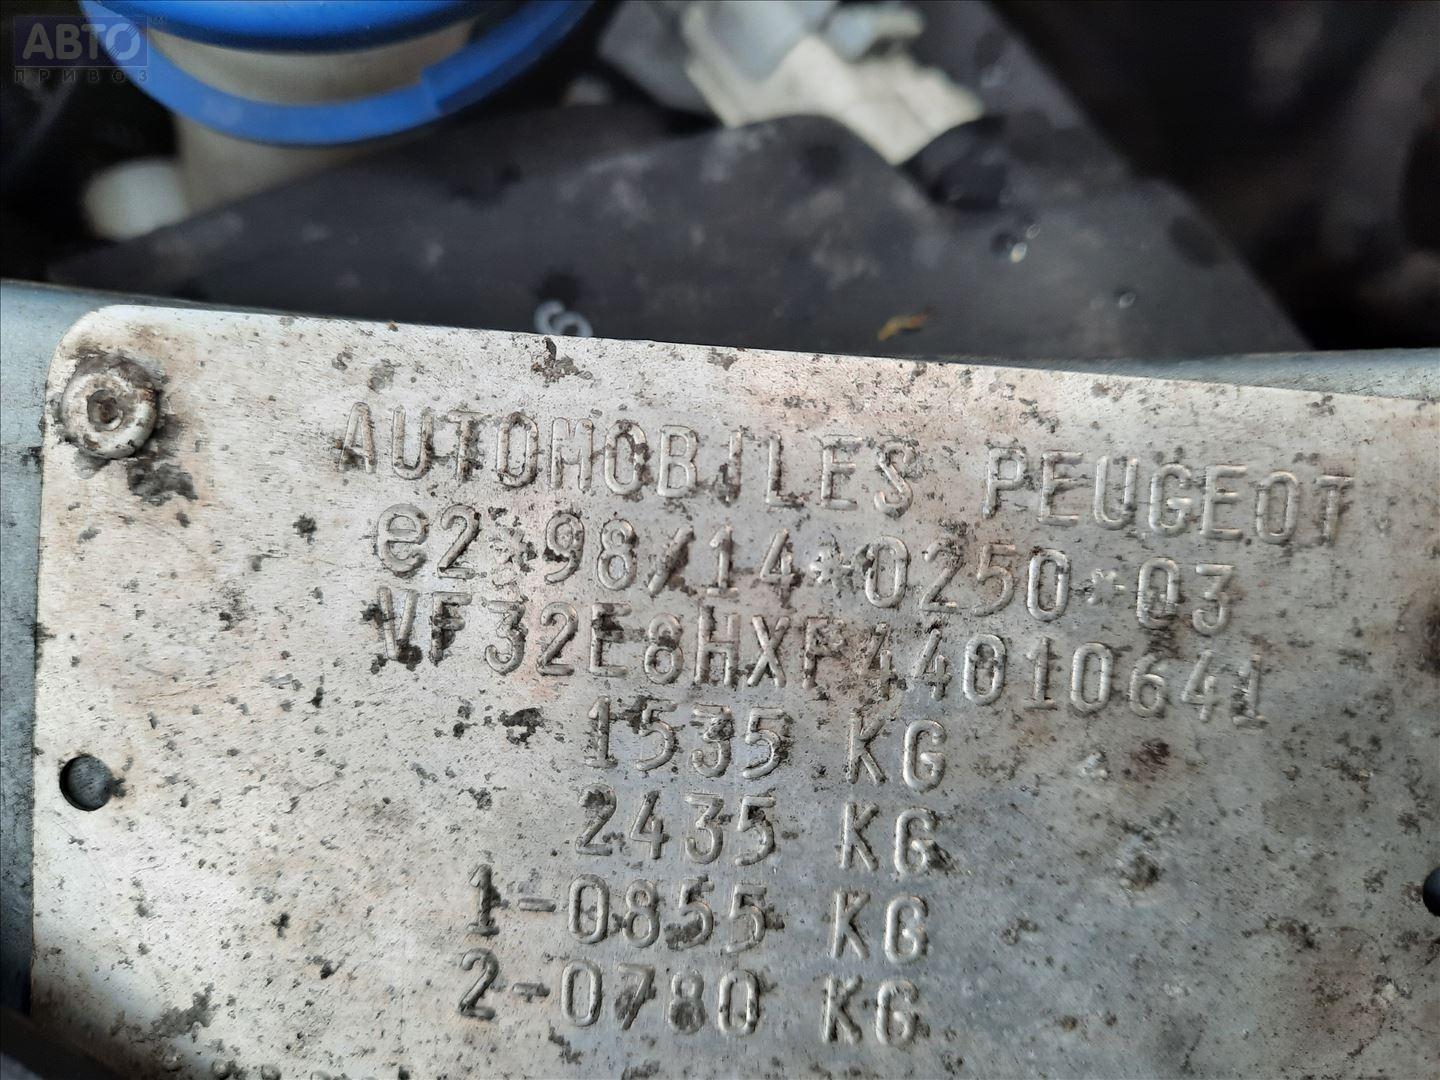 АВТО
ПРИВОЗ
AUTOMOBILES PEUGEOT
e2*98/14*0250*03
VF32E8HXF44010641
1535 KG
2435 KG
1-0855 KG
2-0780 KG